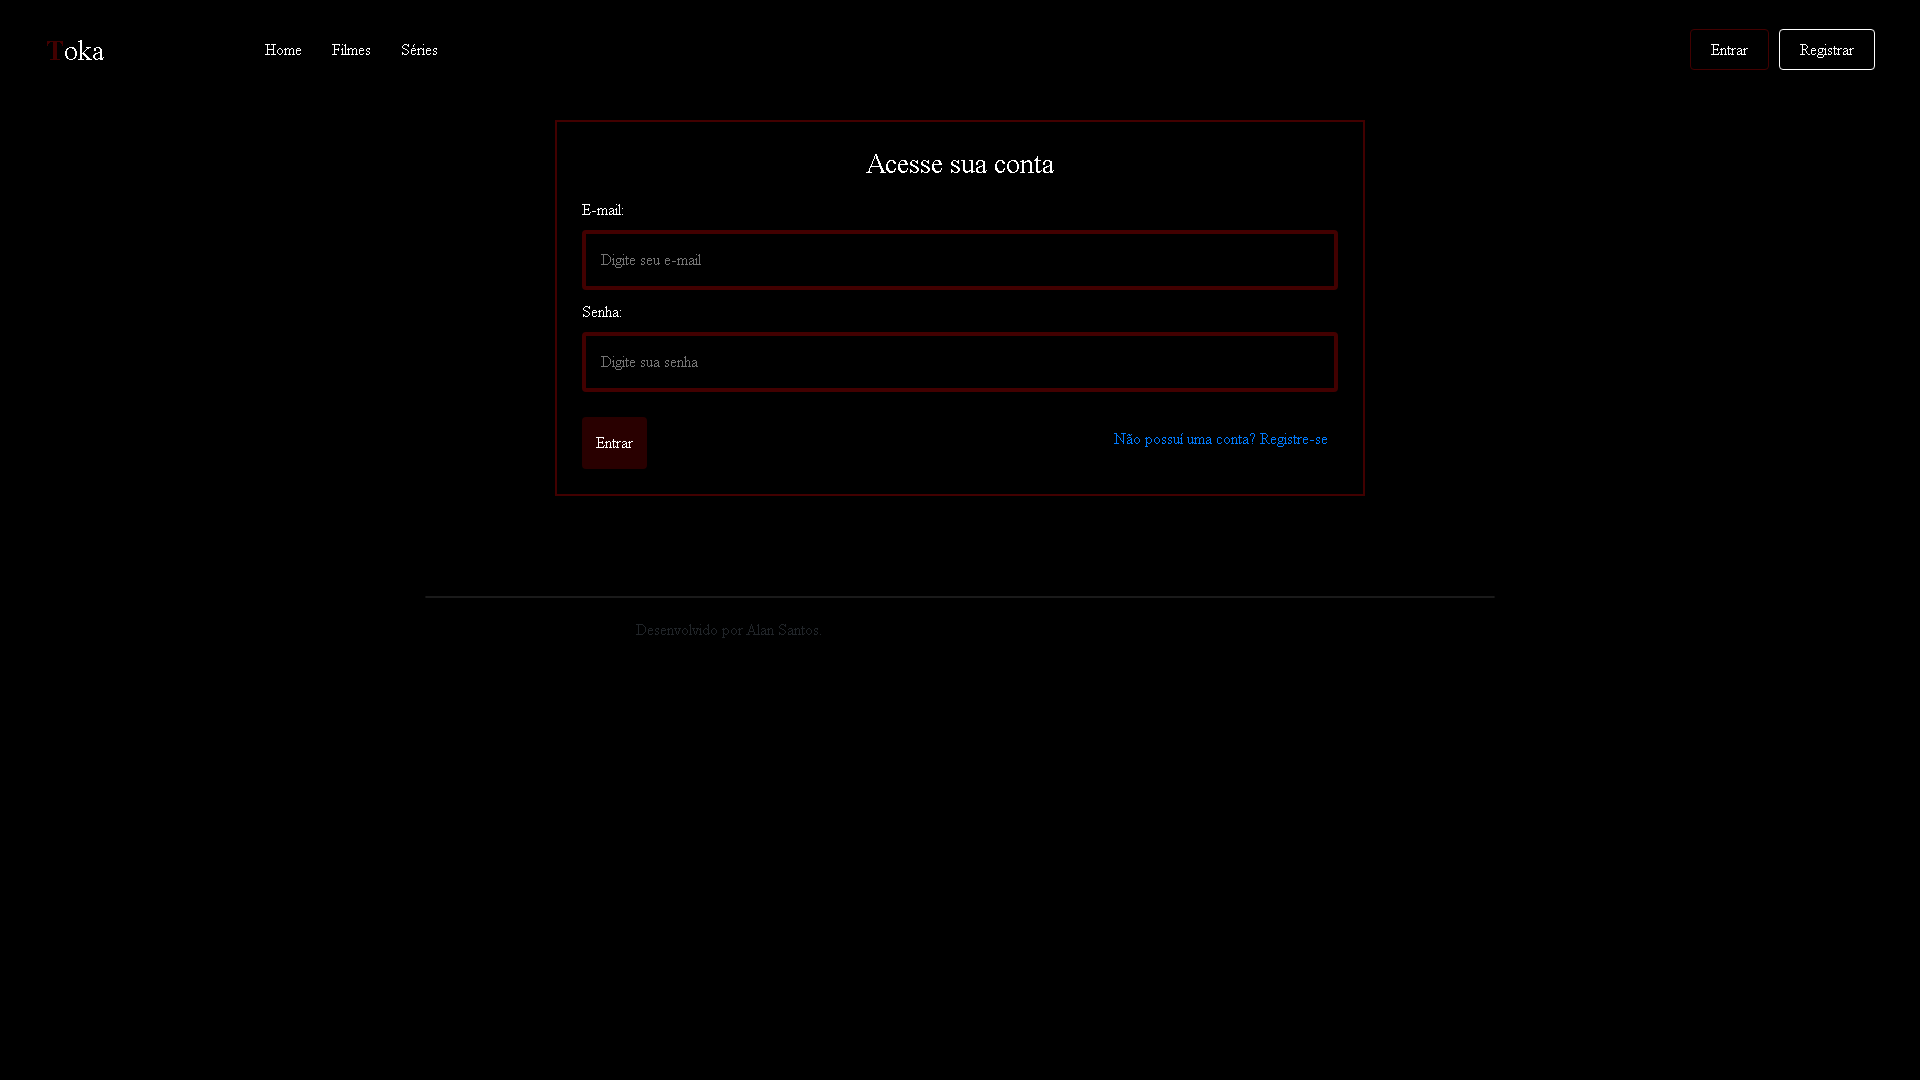 Toka
Home Filmes Séries
Entrar Registrar
Acesse sua conta
E-mail:
Digite seu e-mail
Senha:
Digite sua senha
Entrar
Não possuí uma conta? Registre-se
Desenvolvido por Alan Santos.